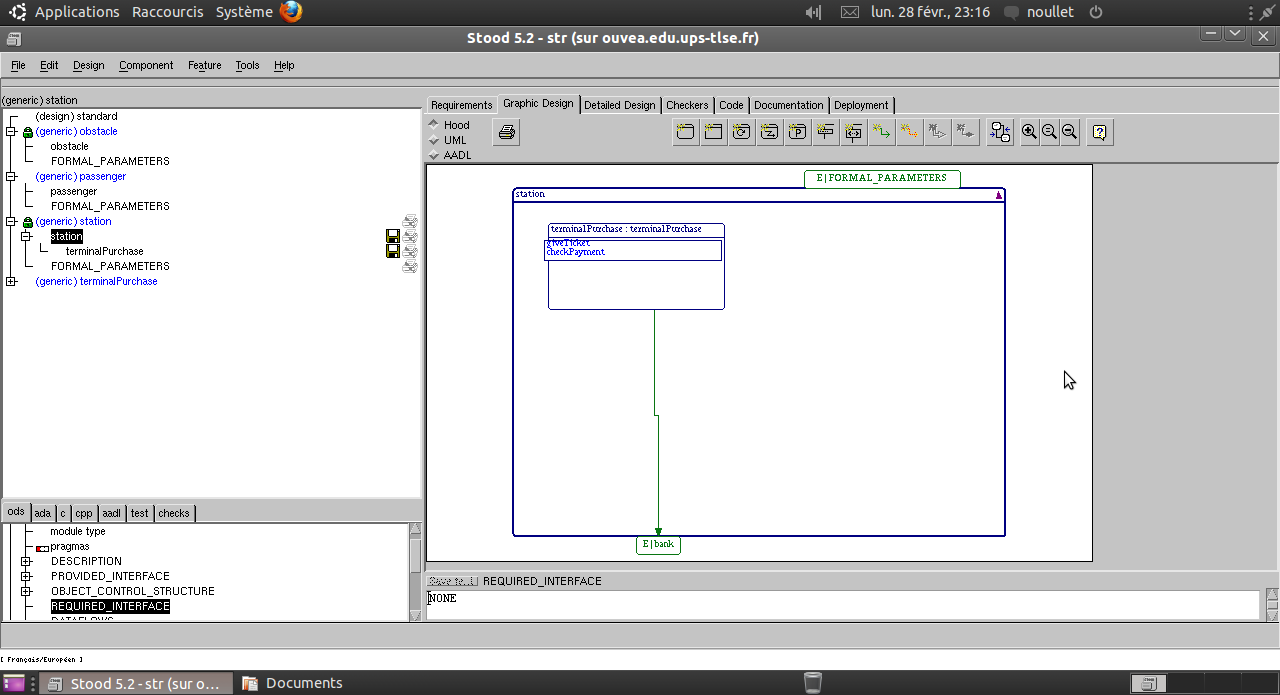 Applications Raccourcis Système lun. 28 févr., 23:16 noullet
Stood 5.2 - str (sur ouvea.edu.ups-tlse.fr)
File Edit Design Component Feature Tools Help
(generic) station
(design) standard
(generic) obstacle
obstacle
FORMAL_PARAMETERS
(generic) passenger
passenger
FORMAL_PARAMETERS
(generic) station
station
terminalPurchase
FORMAL_PARAMETERS
(generic) terminalPurchase
ods ada c cpp aadl test checks
module type
pragmas
DESCRIPTION
PROVIDED_INTERFACE
OBJECT_CONTROL_STRUCTURE
REQUIRED_INTERFACE
DATAFLOWS
Requirements Graphic Design Detailed Design Checkers Code Documentation Deployment
Hood
UML
AADL
E|FORMAL_PARAMETERS
station
terminalPurchase : terminalPurchase
giveTicket
checkPayment
E|bank
REQUIRED_INTERFACE
NONE
[ Français/Européen ]
Stood 5.2 - str (sur o... Documents